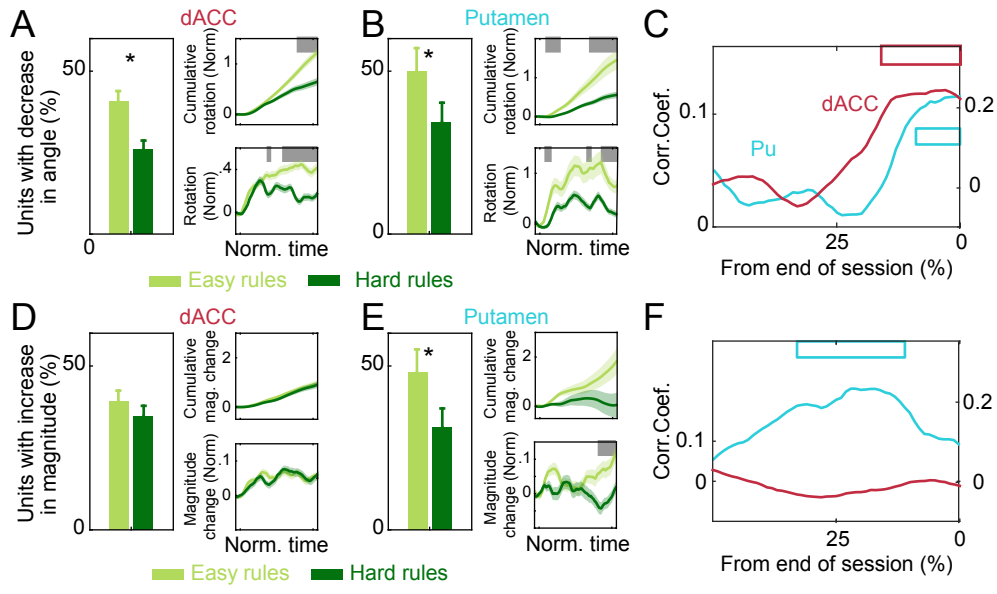 A
dACC
Units with decrease
in angle (%)
50
0
*
Cumulative
rotation (Norm)
1
0
Rotation
(Norm)
.4
0
Norm. time
B
Putamen
50
*
Cumulative
rotation (Norm)
1
0
Rotation
(Norm)
1
0
Norm. time
C
Corr.Coef.
0.1
0
dACC
Pu
0.2
0
25
0
From end of session (%)
Easy rules
Hard rules
D
dACC
Units with increase
in magnitude (%)
50
0
Cumulative
mag. change
2
0
Magnitude
change (Norm)
.1
0
Norm. time
E
Putamen
50
0
*
Cumulative
mag. change
2
0
Magnitude
change (Norm)
.1
0
Norm. time
F
Corr.Coef.
0.1
0
0.2
0
25
0
From end of session (%)
Easy rules
Hard rules